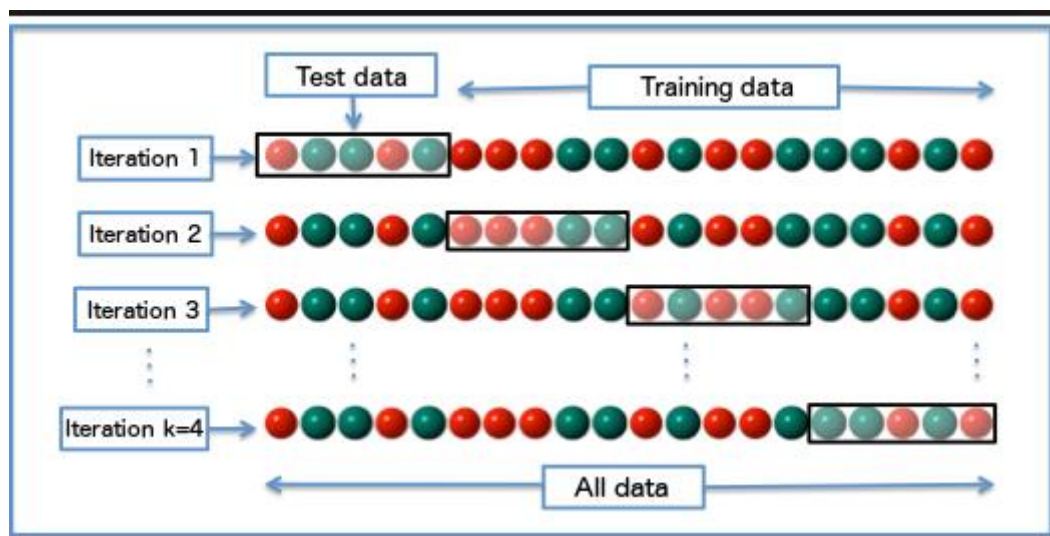 Test data
Training data
Iteration 1
Iteration 2
Iteration 3
Iteration k=4
All data